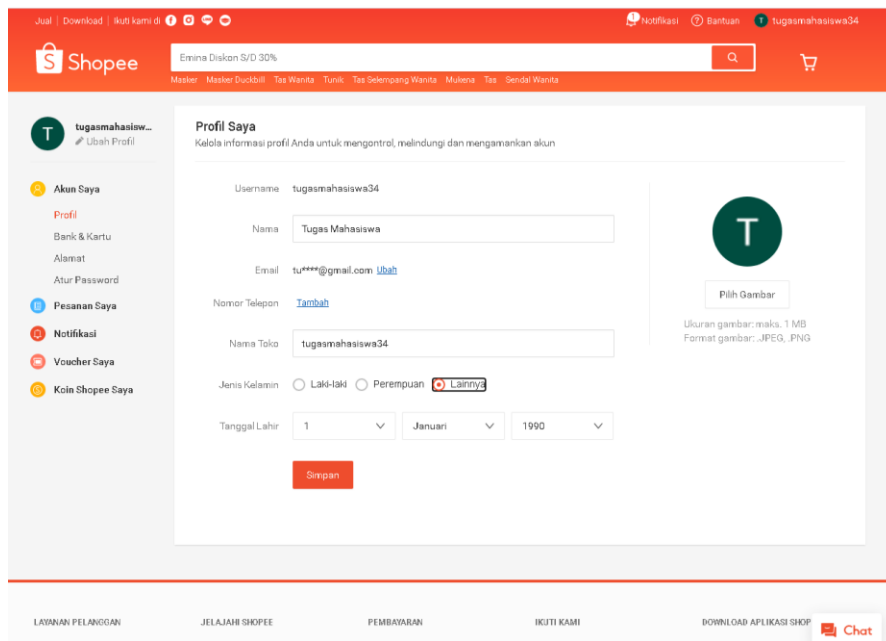 Jual | Download | Ikuti kami di
1
Notifikasi
Bantuan
T tugasmahasiswa34
S Shopee
Emina Diskon S/D 30%
Masker Masker Duckbill Tas Wanita Tunik Tas Selempang Wanita Mukena Tas Sendal Wanita
T
tugasmahasisw...
Ubah Profil
Akun Saya
Profil
Bank & Kartu
Alamat
Atur Password
Pesanan Saya
Notifikasi
Voucher Saya
Koin Shopee Saya
Profil Saya
Kelola informasi profil Anda untuk mengontrol, melindungi dan mengamankan akun
Username tugasmahasiswa34
Nama Tugas Mahasiswa
Email tu****@gmail.com Ubah
Nomor Telepon Tambah
Nama Toko tugasmahasiswa34
Jenis Kelamin Laki-laki Perempuan Lainnya
Tanggal Lahir 1 Januari 1990
Simpan
T
Pilih Gambar
Ukuran gambar: maks. 1 MB
Format gambar: .JPEG, .PNG
LAYANAN PELANGGAN JELAJAHI SHOPEE PEMBAYARAN IKUTI KAMI DOWNLOAD APLIKASI SHOP
Chat